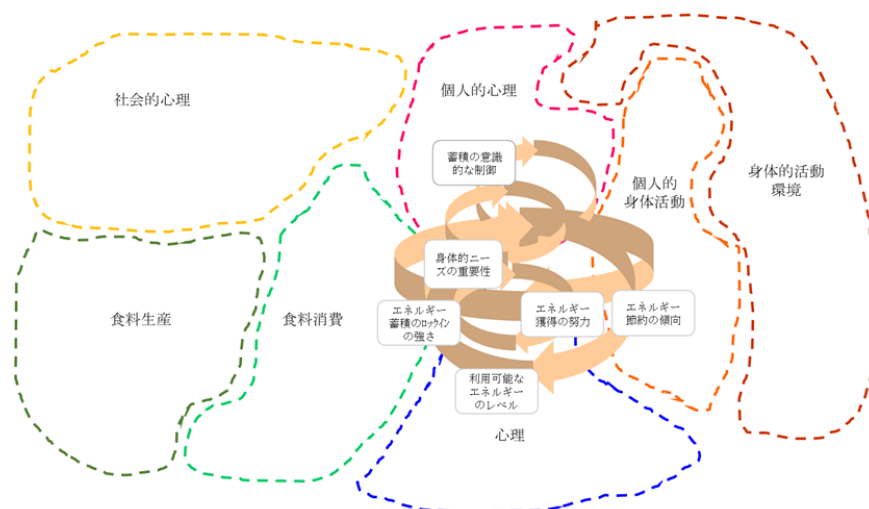 社会的心理
個人的心理
蓄積の意識
的な制御
個人的
身体活動
身体的活動
環境
身体的ニー
ズの重要性
食料生産
食料消費
エネルギー
蓄積のロックイン
の強さ
エネルギー
獲得の努力
エネルギー
節約の傾向
利用可能な
エネルギー
のレベル
心理